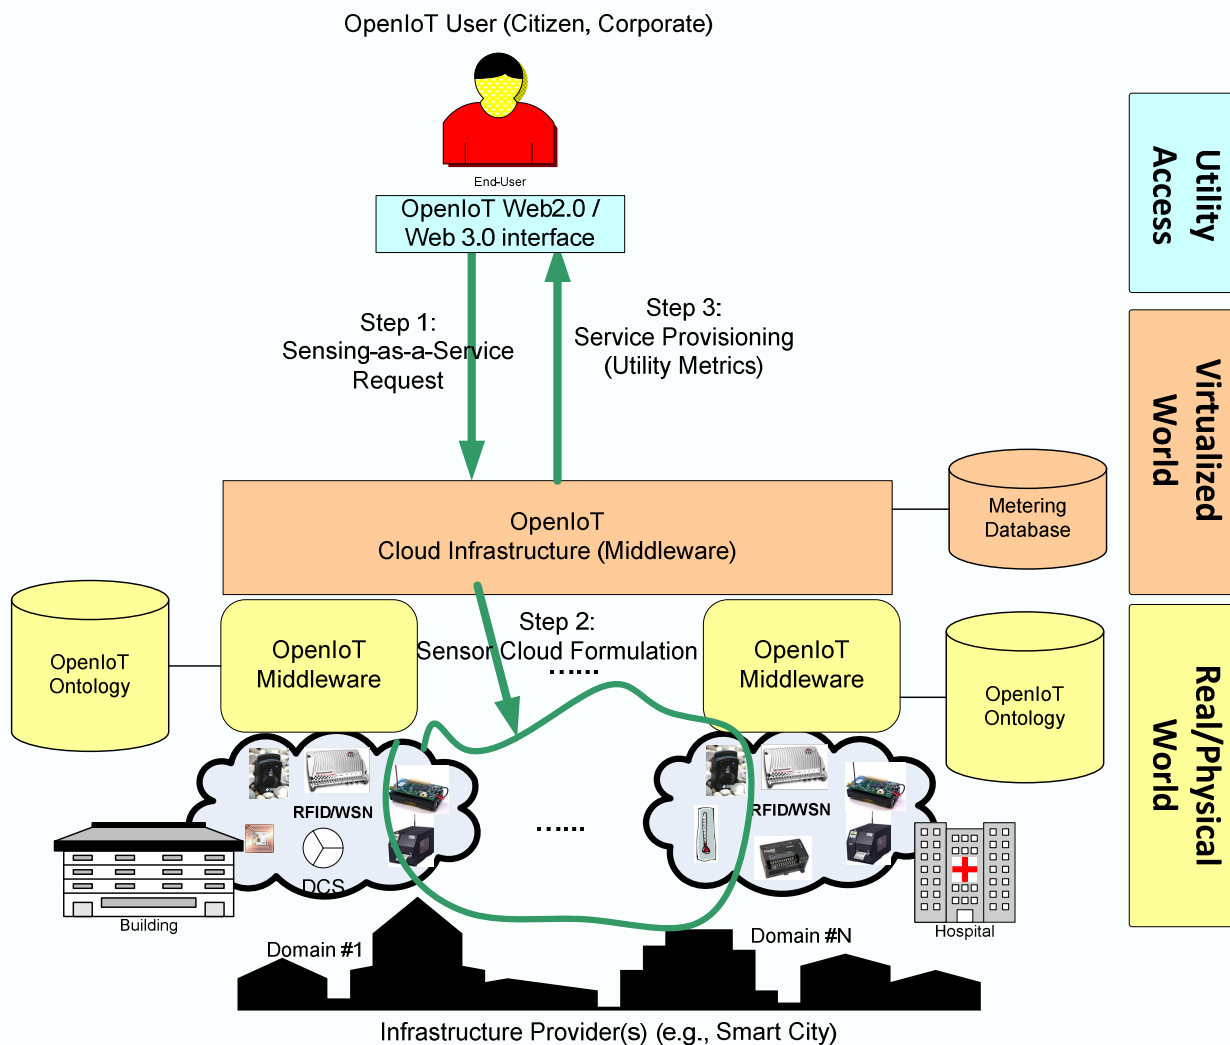 OpenIoT User (Citizen, Corporate)
End-User
OpenIoT Web2.0 /
Web 3.0 interface
Step 1:
Sensing-as-a-Service
Request
Step 3:
Service Provisioning
(Utility Metrics)
OpenIoT
Cloud Infrastructure (Middleware)
Metering
Database
OpenIoT
Ontology
OpenIoT
Middleware
Step 2:
Sensor Cloud Formulation
......
OpenIoT
Middleware
OpenIoT
Ontology
RFID/WSN
DCS
......
RFID/WSN
Building
Hospital
Domain #1
Domain #N
Infrastructure Provider(s) (e.g., Smart City)
Utility
Access
Virtualized
World
Real/Physical
World